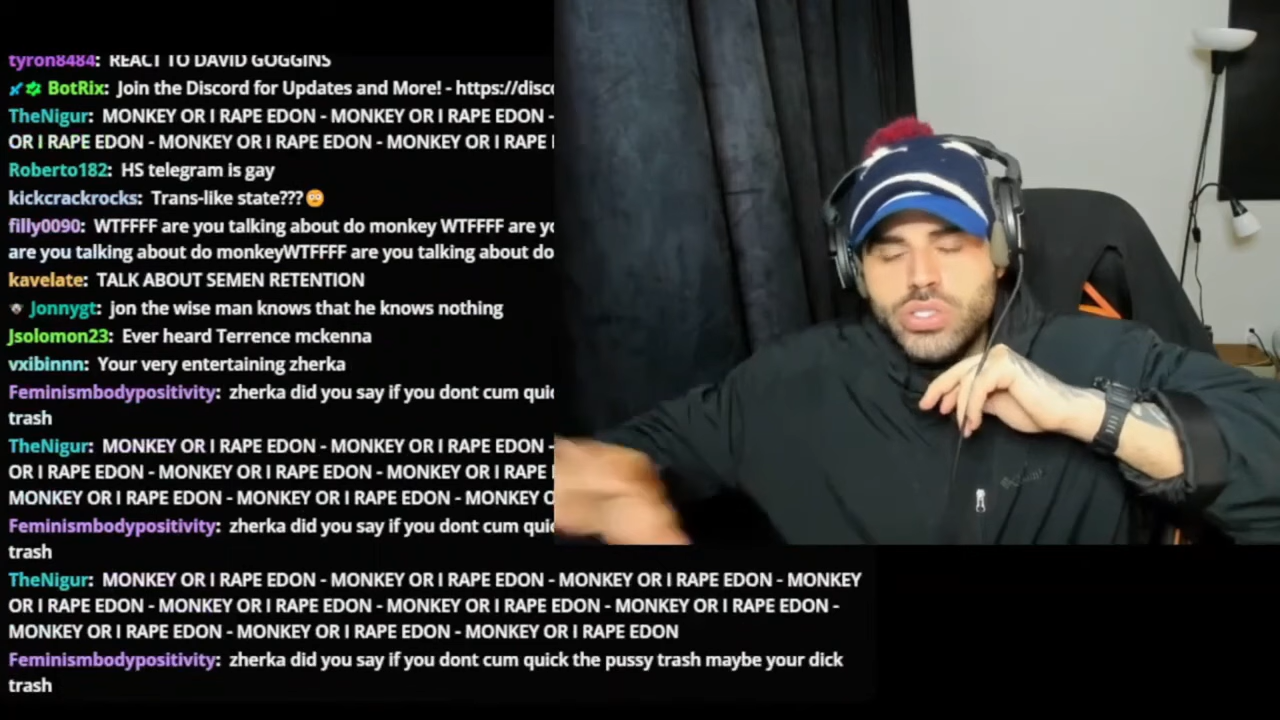 tyron8484: REACT TO DAVID GOGGINS
BotRix: Join the Discord for Updates and More! - https://disc
TheNigur: MONKEY OR I RAPE EDON - MONKEY OR I RAPE EDON -
OR I RAPE EDON - MONKEY OR I RAPE EDON - MONKEY OR I RAPE
Roberto182: HS telegram is gay
kickcrackrocks: Trans-like state???😳
filly0090: WTFFFF are you talking about do monkey WTFFFF are
are you talking about do monkeyWTFFFF are you talking about do
kavelate: TALK ABOUT SEMEN RETENTION
Jonnygt: jon the wise man knows that he knows nothing
Jsolomon23: Ever heard Terrence mckenna
vxibinnn: Your very entertaining zherka
Feminismbodypositivity: zherka did you say if you dont cum
trash
TheNigur: MONKEY OR I RAPE EDON - MONKEY OR I RAPE EDON -
OR I RAPE EDON - MONKEY OR I RAPE EDON - MONKEY OR I RAPE
MONKEY OR I RAPE EDON - MONKEY OR I RAPE EDON - MONKEY
Feminismbodypositivity: zherka did you say if you dont cum
trash
TheNigur: MONKEY OR I RAPE EDON - MONKEY OR I RAPE EDON - MONKEY OR I RAPE EDON - MONKEY
OR I RAPE EDON - MONKEY OR I RAPE EDON - MONKEY OR I RAPE EDON - MONKEY OR I RAPE EDON -
MONKEY OR I RAPE EDON - MONKEY OR I RAPE EDON - MONKEY OR I RAPE EDON
Feminismbodypositivity: zherka did you say if you dont cum quick the pussy trash maybe your dick
trash